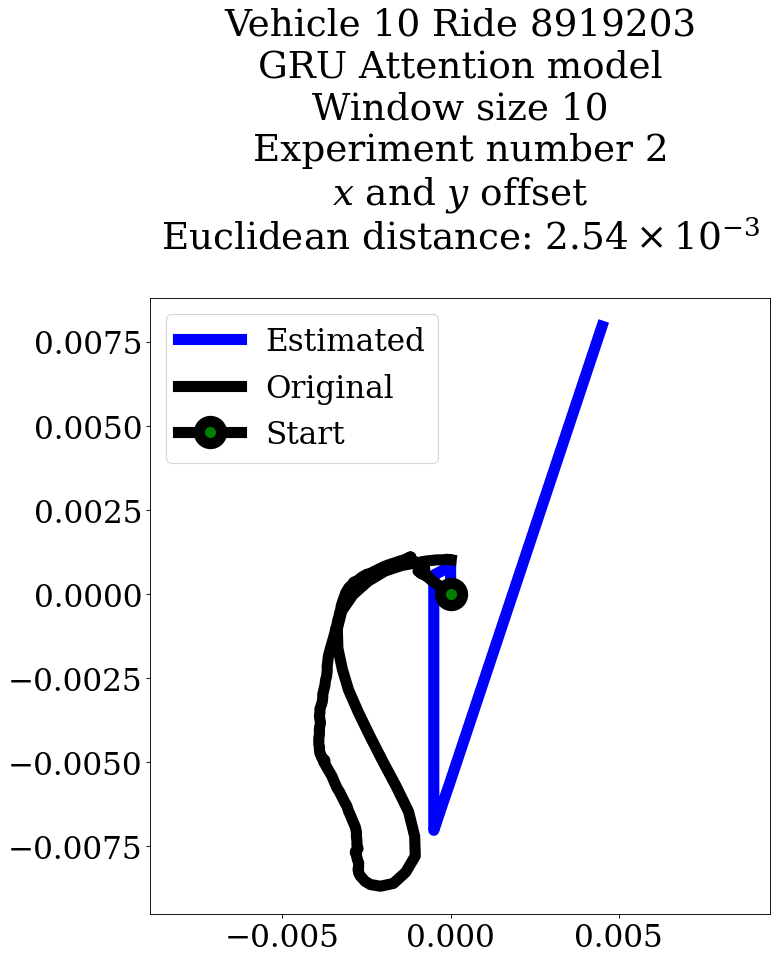 Vehicle 10 Ride 8919203
GRU Attention model
Window size 10
Experiment number 2
x and y offset
Euclidean distance: 2.54 × 10⁻³
Estimated
Original
Start
0.0075
0.0050
0.0025
0.0000
−0.0025
−0.0050
−0.0075
−0.005
0.000
0.005